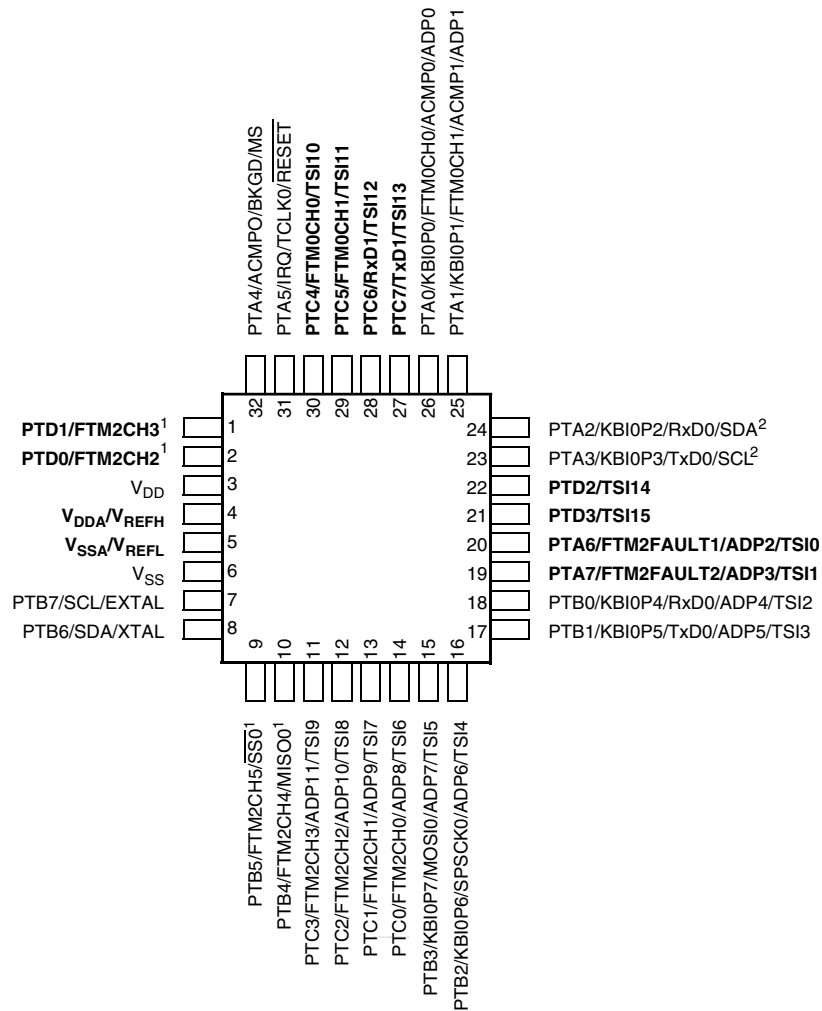 PTA4/ACMPO/BKGD/MS
PTA5/IRQ/TCLK0/RESET
PTC4/FTM0CH0/TSI10
PTC5/FTM0CH1/TSI11
PTC6/RxD1/TSI12
PTC7/TxD1/TSI13
PTA0/KBI0P0/FTM0CH0/ACMP0/ADP0
PTA1/KBI0P1/FTM0CH1/ACMP1/ADP1
32
31
30
29
28
27
26
25
PTD1/FTM2CH3¹ 1
PTD0/FTM2CH2¹ 2
VDD 3
VDDA/VREFH 4
VSSA/VREFL 5
VSS 6
PTB7/SCL/EXTAL 7
PTB6/SDA/XTAL 8
24 PTA2/KBI0P2/RxD0/SDA²
23 PTA3/KBI0P3/TxD0/SCL²
22 PTD2/TSI14
21 PTD3/TSI15
20 PTA6/FTM2FAULT1/ADP2/TSI0
19 PTA7/FTM2FAULT2/ADP3/TSI1
18 PTB0/KBI0P4/RxD0/ADP4/TSI2
17 PTB1/KBI0P5/TxD0/ADP5/TSI3
9
10
11
12
13
14
15
16
PTB5/FTM2CH5/SS0¹
PTB4/FTM2CH4/MISO0¹
PTC3/FTM2CH3/ADP11/TSI9
PTC2/FTM2CH2/ADP10/TSI8
PTC1/FTM2CH1/ADP9/TSI7
PTC0/FTM2CH0/ADP8/TSI6
PTB3/KBI0P7/MOSI0/ADP7/TSI5
PTB2/KBI0P6/SPSCK0/ADP6/TSI4